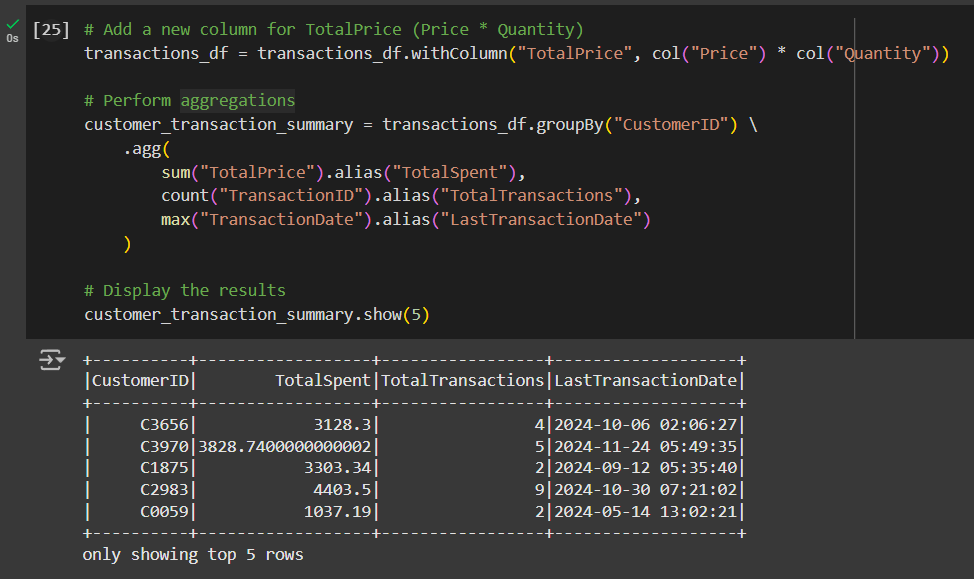 [25] # Add a new column for TotalPrice (Price * Quantity)
0s
transactions_df = transactions_df.withColumn("TotalPrice", col("Price") * col("Quantity"))
# Perform aggregations
customer_transaction_summary = transactions_df.groupBy("CustomerID") \
    .agg(
        sum("TotalPrice").alias("TotalSpent"),
        count("TransactionID").alias("TotalTransactions"),
        max("TransactionDate").alias("LastTransactionDate")
    )
# Display the results
customer_transaction_summary.show(5)
+----------+------------------+-----------------+-------------------+
|CustomerID|        TotalSpent|TotalTransactions|LastTransactionDate|
+----------+------------------+-----------------+-------------------+
|     C3656|            3128.3|                4|2024-10-06 02:06:27|
|     C3970|3828.7400000000002|                5|2024-11-24 05:49:35|
|     C1875|           3303.34|                2|2024-09-12 05:35:40|
|     C2983|            4403.5|                9|2024-10-30 07:21:02|
|     C0059|           1037.19|                2|2024-05-14 13:02:21|
+----------+------------------+-----------------+-------------------+
only showing top 5 rows